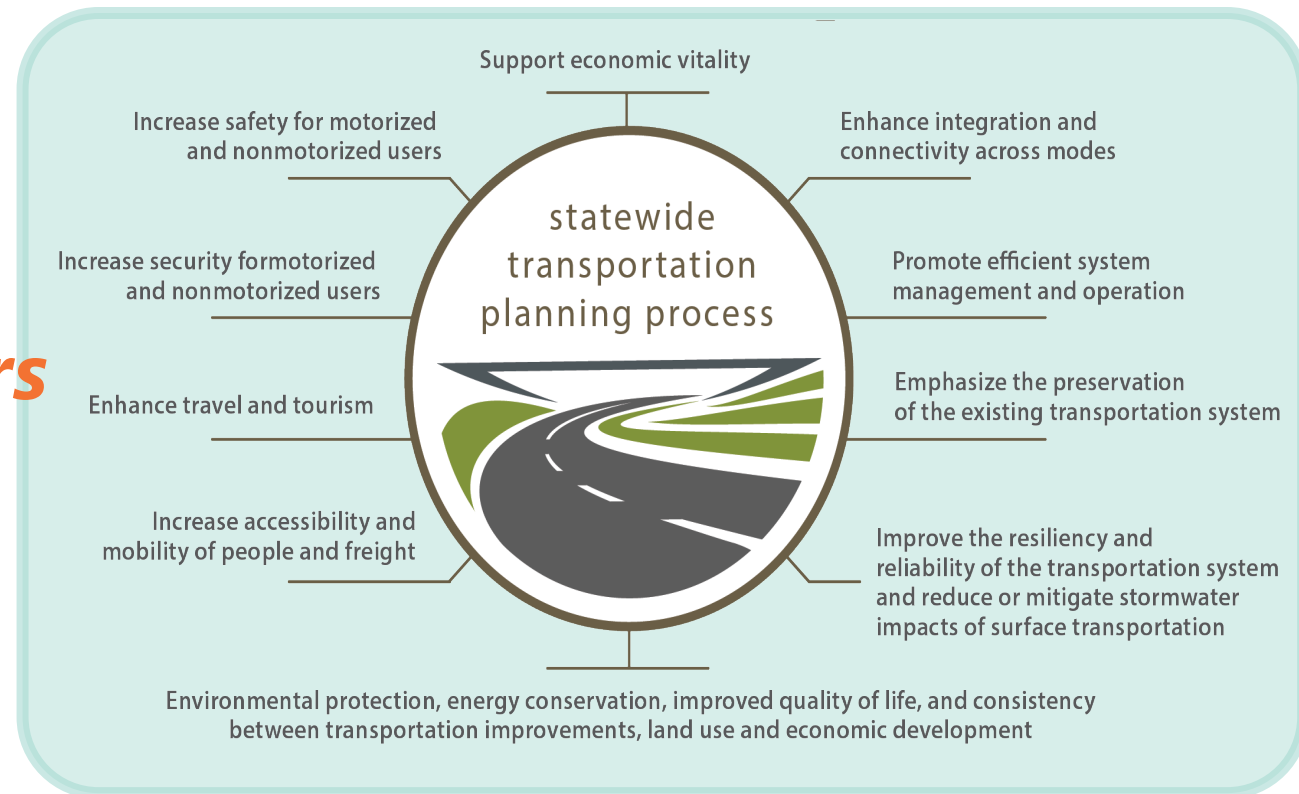 Support economic vitality
Increase safety for motorized
and nonmotorized users
Enhance integration and
connectivity across modes
statewide
transportation
planning process
Increase security formotorized
and nonmotorized users
Promote efficient system
management and operation
rs
Enhance travel and tourism
Emphasize the preservation
of the existing transportation system
Increase accessibility and
mobility of people and freight
Improve the resiliency and
reliability of the transportation system
and reduce or mitigate stormwater
impacts of surface transportation
Environmental protection, energy conservation, improved quality of life, and consistency
between transportation improvements, land use and economic development